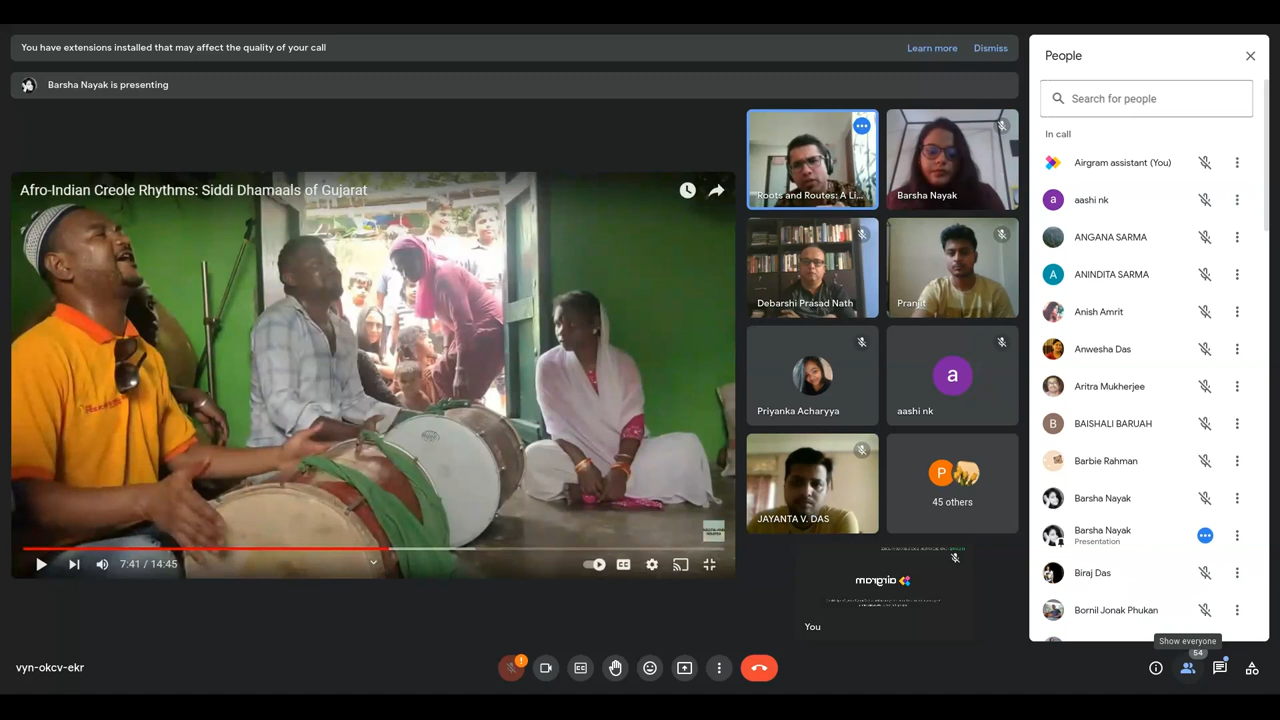 You have extensions installed that may affect the quality of your call
Learn more
Dismiss
Barsha Nayak is presenting
Afro-Indian Creole Rhythms: Siddi Dhamaals of Gujarat
7:41 / 14:45
Roots and Routes: A Li...
Barsha Nayak
Debarshi Prasad Nath
Pranjit
Priyanka Acharyya
a
aashi nk
JAYANTA V. DAS
P
45 others
airgram
You
People
Search for people
In call
Airgram assistant (You)
a
aashi nk
ANGANA SARMA
A
ANINDITA SARMA
Anish Amrit
Anwesha Das
Aritra Mukherjee
B
BAISHALI BARUAH
Barbie Rahman
Barsha Nayak
Barsha Nayak
Presentation
Biraj Das
Bornil Jonak Phukan
Show everyone
54
vyn-okcv-ekr